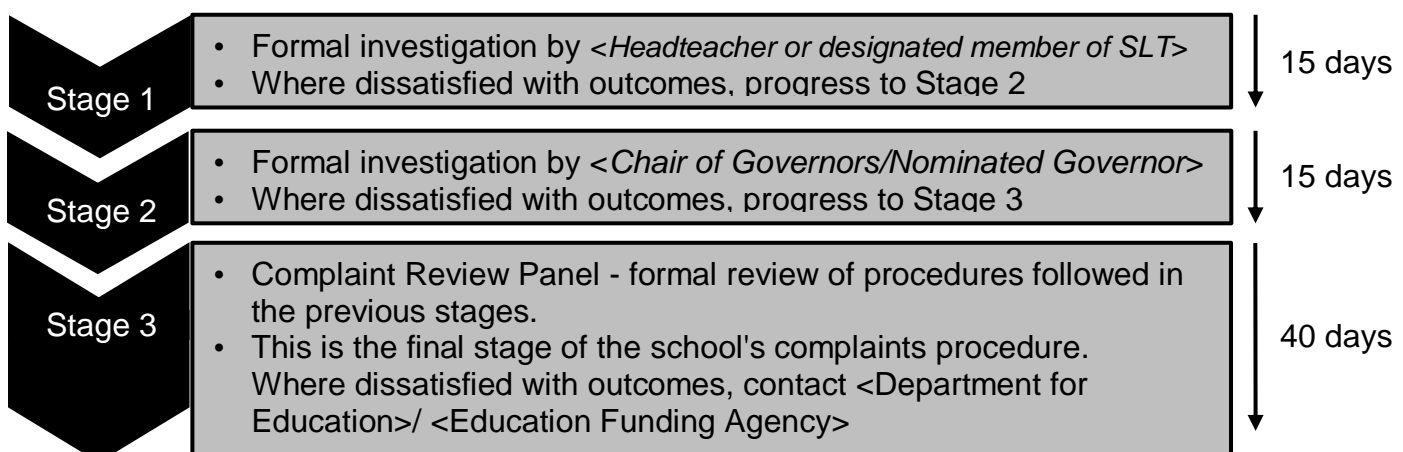 Stage 1
• Formal investigation by <Headteacher or designated member of SLT>
• Where dissatisfied with outcomes, progress to Stage 2
15 days
Stage 2
• Formal investigation by <Chair of Governors/Nominated Governor>
• Where dissatisfied with outcomes, progress to Stage 3
15 days
Stage 3
• Complaint Review Panel - formal review of procedures followed in
the previous stages.
• This is the final stage of the school's complaints procedure.
Where dissatisfied with outcomes, contact <Department for
Education>/ <Education Funding Agency>
40 days